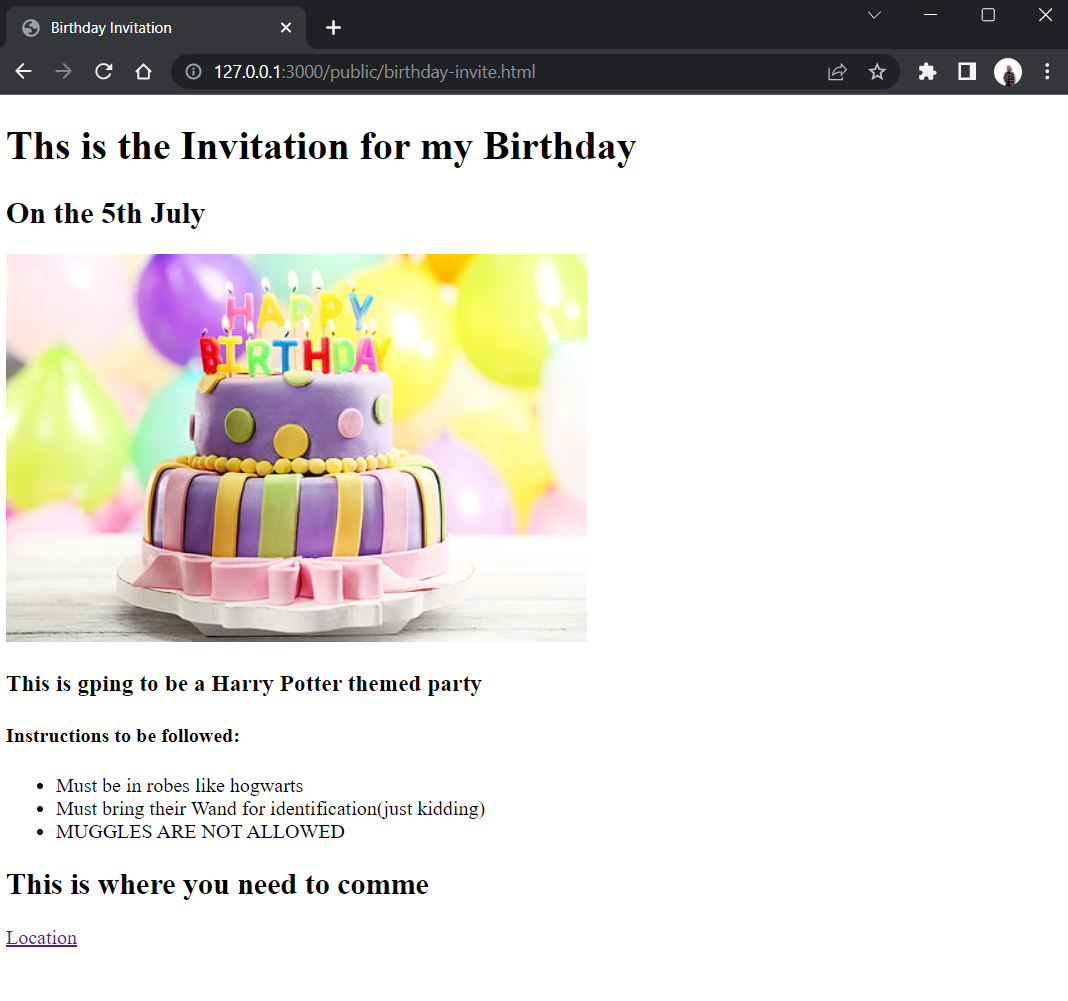 Birthday Invitation
127.0.0.1:3000/public/birthday-invite.html
Ths is the Invitation for my Birthday
On the 5th July
HAPPY
BIRTHDAY
This is gping to be a Harry Potter themed party
Instructions to be followed:
Must be in robes like hogwarts
Must bring their Wand for identification(just kidding)
MUGGLES ARE NOT ALLOWED
This is where you need to comme
Location